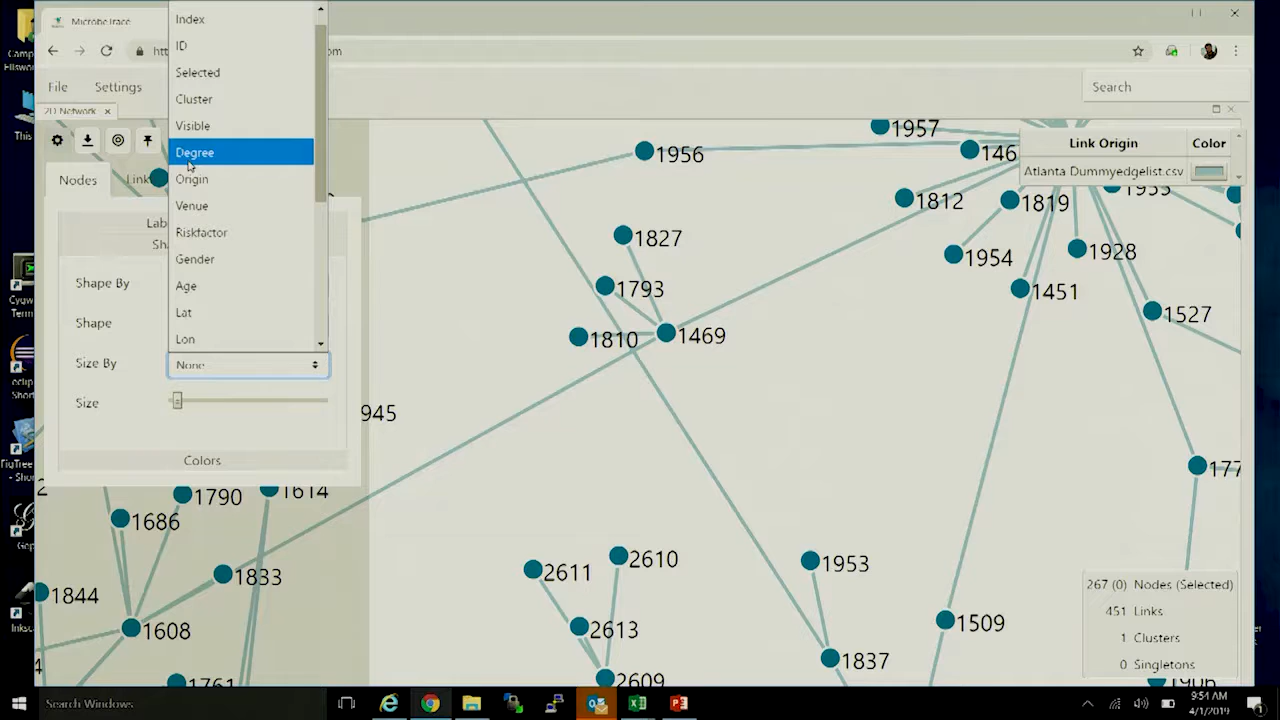 Index
MicrobeTrace
ID
Selected
Cluster
Visible
Degree
Origin
Venue
Riskfactor
Gender
Age
Lat
Lon
File
Settings
Search
2D Network
Nodes
Shape By
Shape
Size By
None
Size
Colors
Link Origin
Color
Atlanta Dummyedgelist.csv
1956
1957
1812
1819
1827
1954
1928
1793
1451
1527
1810
1469
945
1790
1614
1686
1833
1844
1608
1761
2611
2610
1953
2613
1509
1837
2609
267 (0) Nodes (Selected)
451 Links
1 Clusters
0 Singletons
Search Windows
9:54 AM
4/1/2019